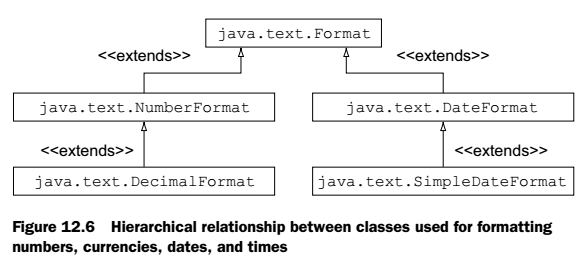 java.text.Format
<<extends>> <<extends>>
java.text.NumberFormat java.text.DateFormat
<<extends>> <<extends>>
java.text.DecimalFormat java.text.SimpleDateFormat
Figure 12.6 Hierarchical relationship between classes used for formatting
numbers, currencies, dates, and times